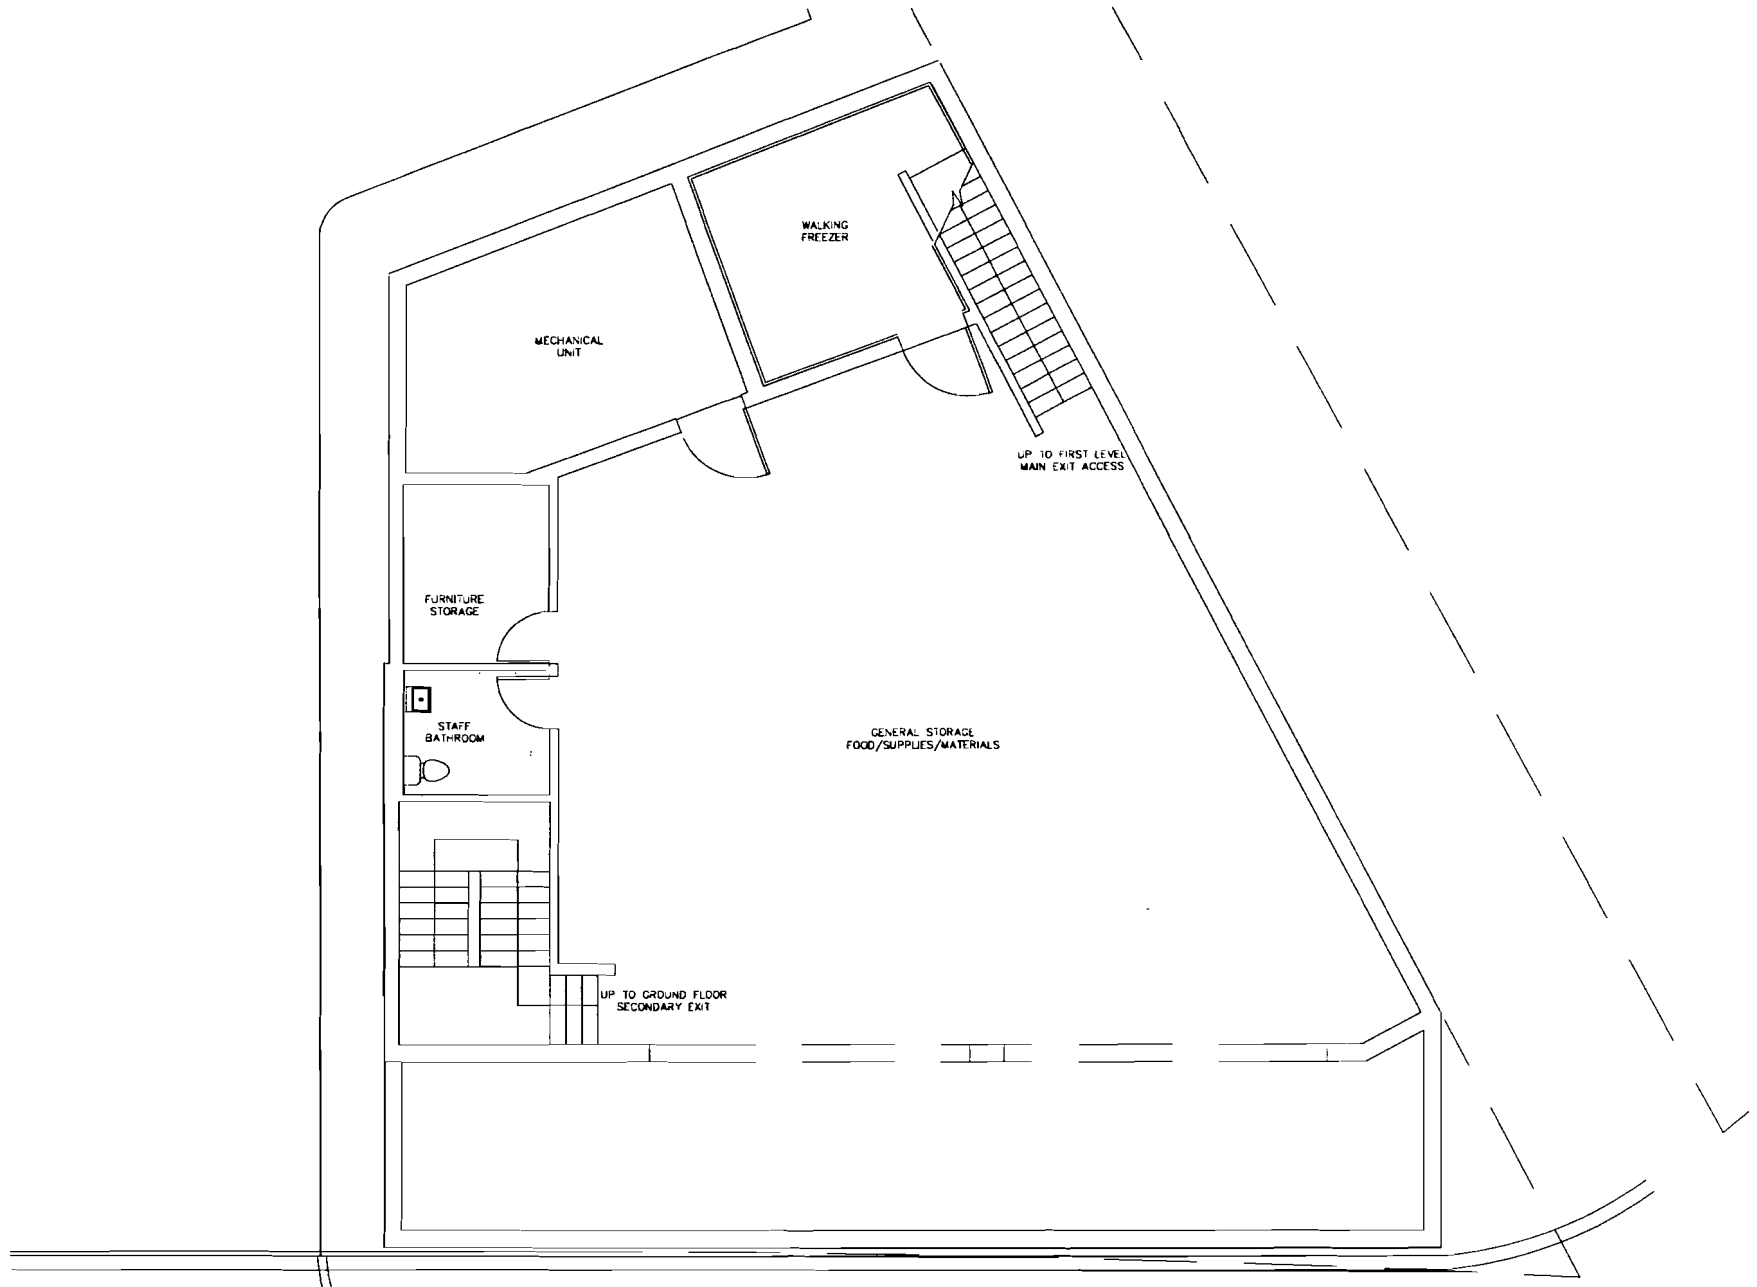 WALKING
FREEZER
MECHANICAL
UNIT
UP TO FIRST LEVEL
MAIN EXIT ACCESS
FURNITURE
STORAGE
STAFF
BATHROOM
GENERAL STORAGE
FOOD/SUPPLIES/MATERIALS
UP TO GROUND FLOOR
SECONDARY EXIT